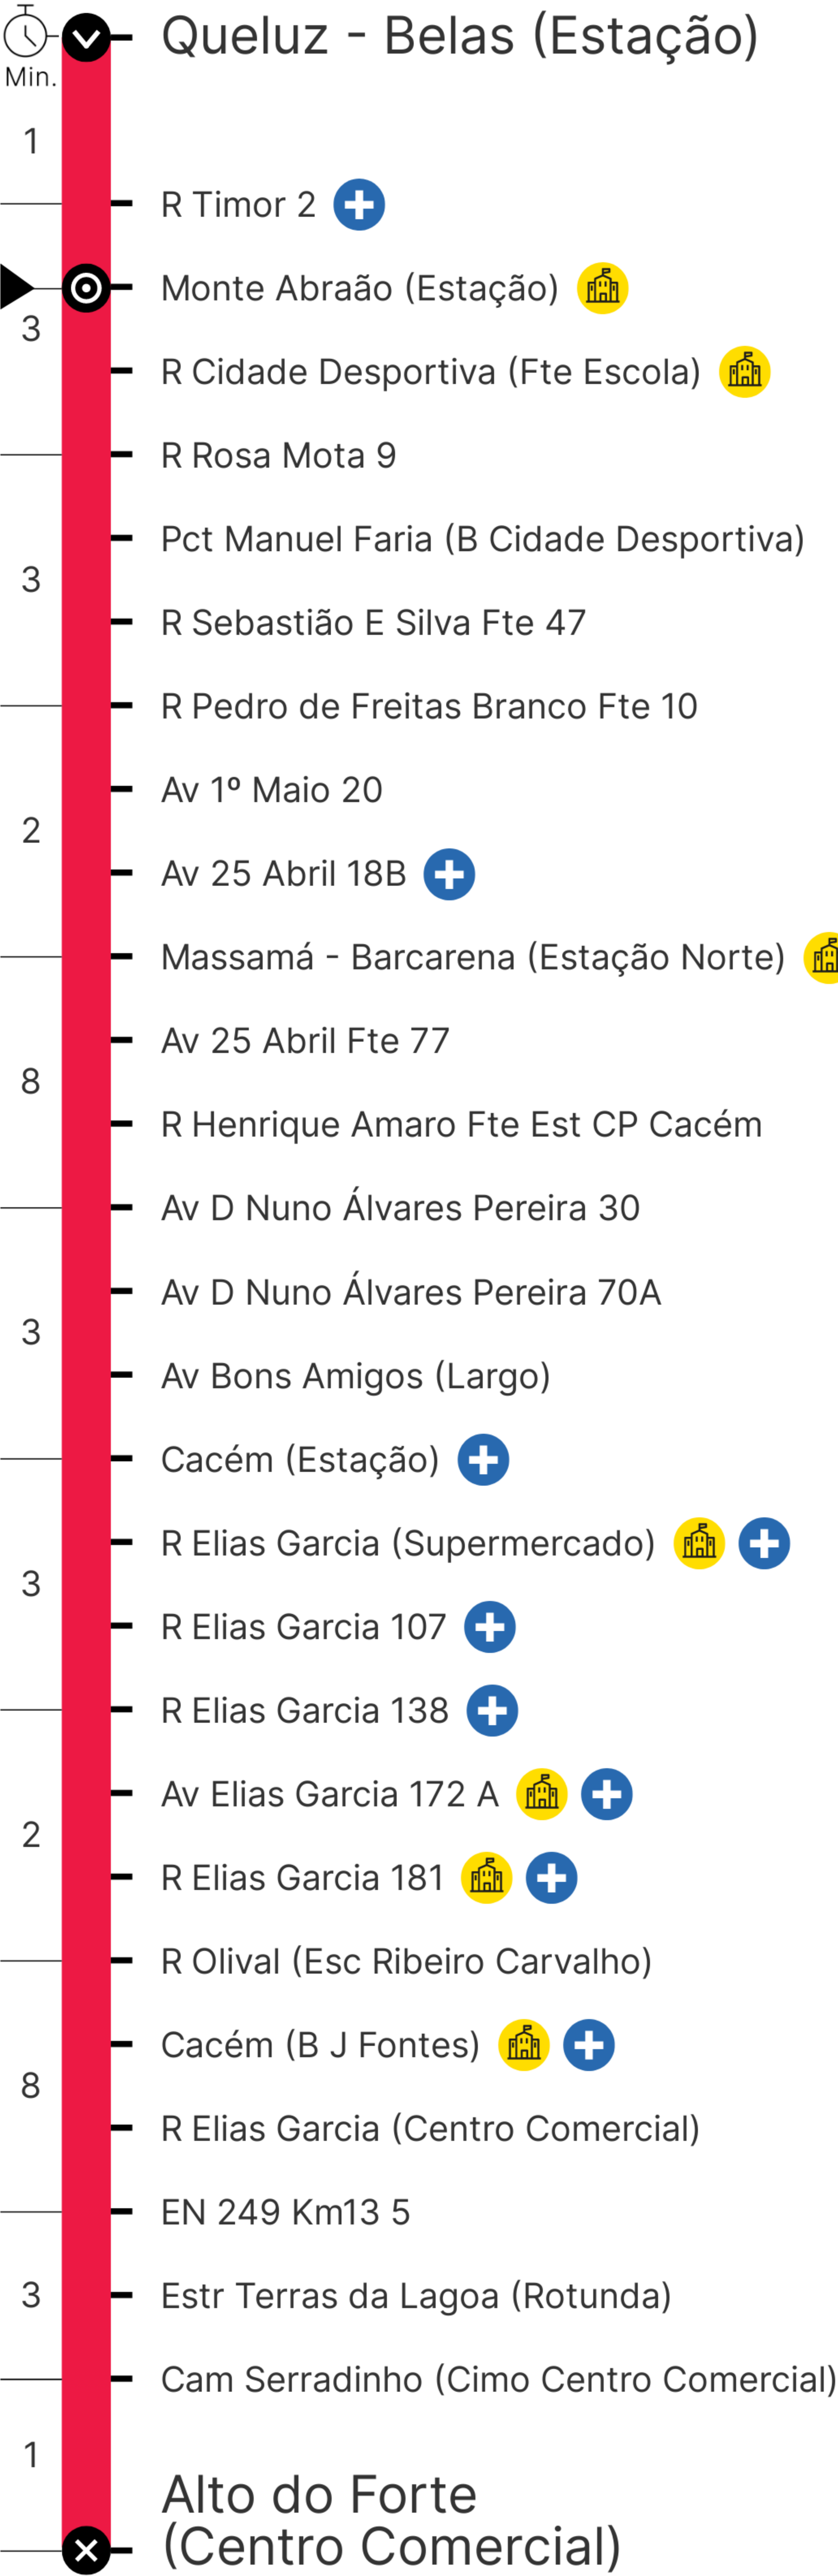 Queluz - Belas (Estação)
Min.
1
R Timor 2
Monte Abraão (Estação)
3
R Cidade Desportiva (Fte Escola)
R Rosa Mota 9
Pct Manuel Faria (B Cidade Desportiva)
3
R Sebastião E Silva Fte 47
R Pedro de Freitas Branco Fte 10
Av 1º Maio 20
2
Av 25 Abril 18B
Massamá - Barcarena (Estação Norte)
Av 25 Abril Fte 77
8
R Henrique Amaro Fte Est CP Cacém
Av D Nuno Álvares Pereira 30
Av D Nuno Álvares Pereira 70A
3
Av Bons Amigos (Largo)
Cacém (Estação)
R Elias Garcia (Supermercado)
3
R Elias Garcia 107
R Elias Garcia 138
Av Elias Garcia 172 A
2
R Elias Garcia 181
R Olival (Esc Ribeiro Carvalho)
Cacém (B J Fontes)
8
R Elias Garcia (Centro Comercial)
EN 249 Km13 5
3
Estr Terras da Lagoa (Rotunda)
Cam Serradinho (Cimo Centro Comercial)
1
Alto do Forte
(Centro Comercial)